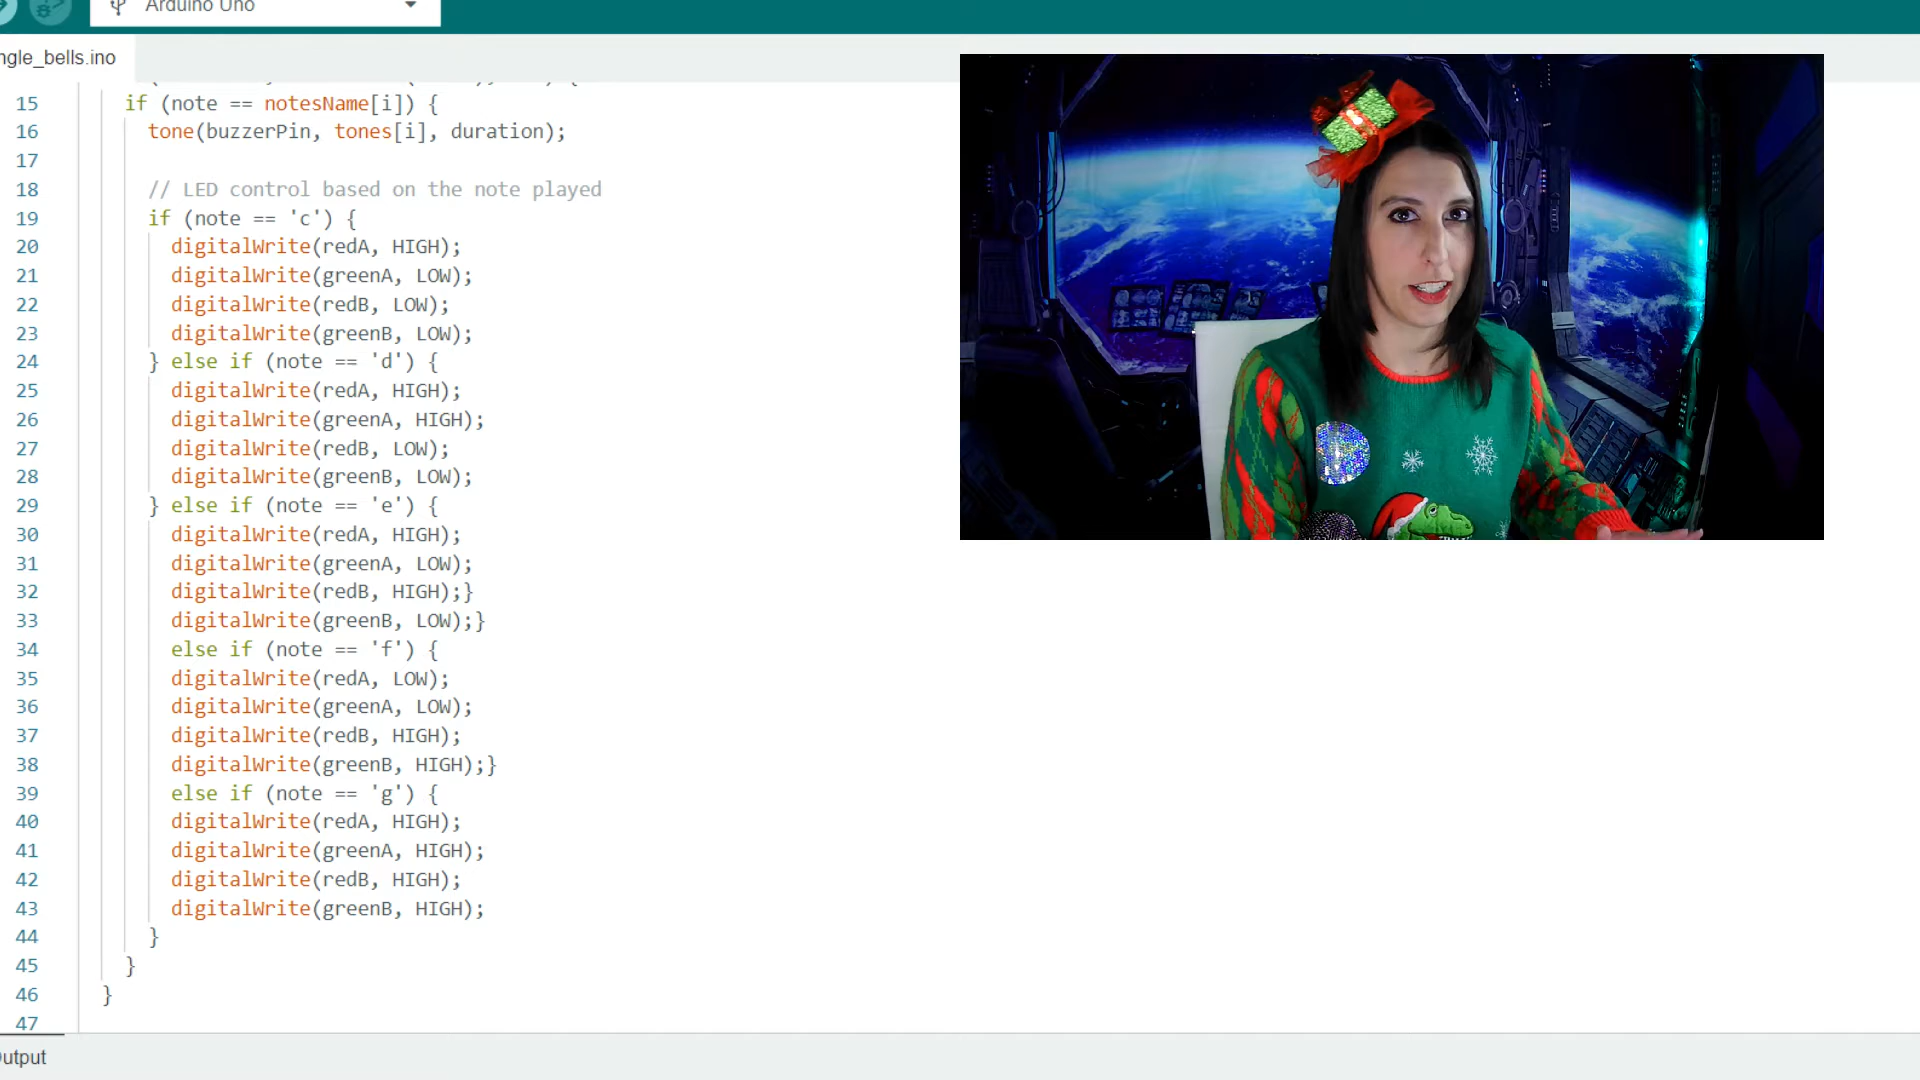 Arduino Uno
ngle_bells.ino
15 if (note == notesName[i]) {
16 tone(buzzerPin, tones[i], duration);
17
18 // LED control based on the note played
19 if (note == 'c') {
20 digitalWrite(redA, HIGH);
21 digitalWrite(greenA, LOW);
22 digitalWrite(redB, LOW);
23 digitalWrite(greenB, LOW);
24 } else if (note == 'd') {
25 digitalWrite(redA, HIGH);
26 digitalWrite(greenA, HIGH);
27 digitalWrite(redB, LOW);
28 digitalWrite(greenB, LOW);
29 } else if (note == 'e') {
30 digitalWrite(redA, HIGH);
31 digitalWrite(greenA, LOW);
32 digitalWrite(redB, HIGH);}
33 digitalWrite(greenB, LOW);}
34 else if (note == 'f') {
35 digitalWrite(redA, LOW);
36 digitalWrite(greenA, LOW);
37 digitalWrite(redB, HIGH);
38 digitalWrite(greenB, HIGH);}
39 else if (note == 'g') {
40 digitalWrite(redA, HIGH);
41 digitalWrite(greenA, HIGH);
42 digitalWrite(redB, HIGH);
43 digitalWrite(greenB, HIGH);
44 }
45 }
46 }
47
utput